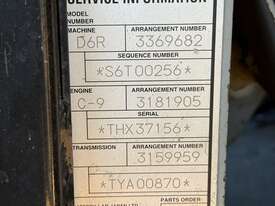 SERVICE INFORMATION
MODEL
NUMBER
MACHINE ARRANGEMENT NUMBER
D6R 3369682
SEQUENCE NUMBER
*S6T00256*
ENGINE ARRANGEMENT NUMBER
C-9 3181905
SERIAL
*THX37156*
TRANSMISSION ARRANGEMENT NUMBER
3159959
*TYA00870*
PARTS ORDER: